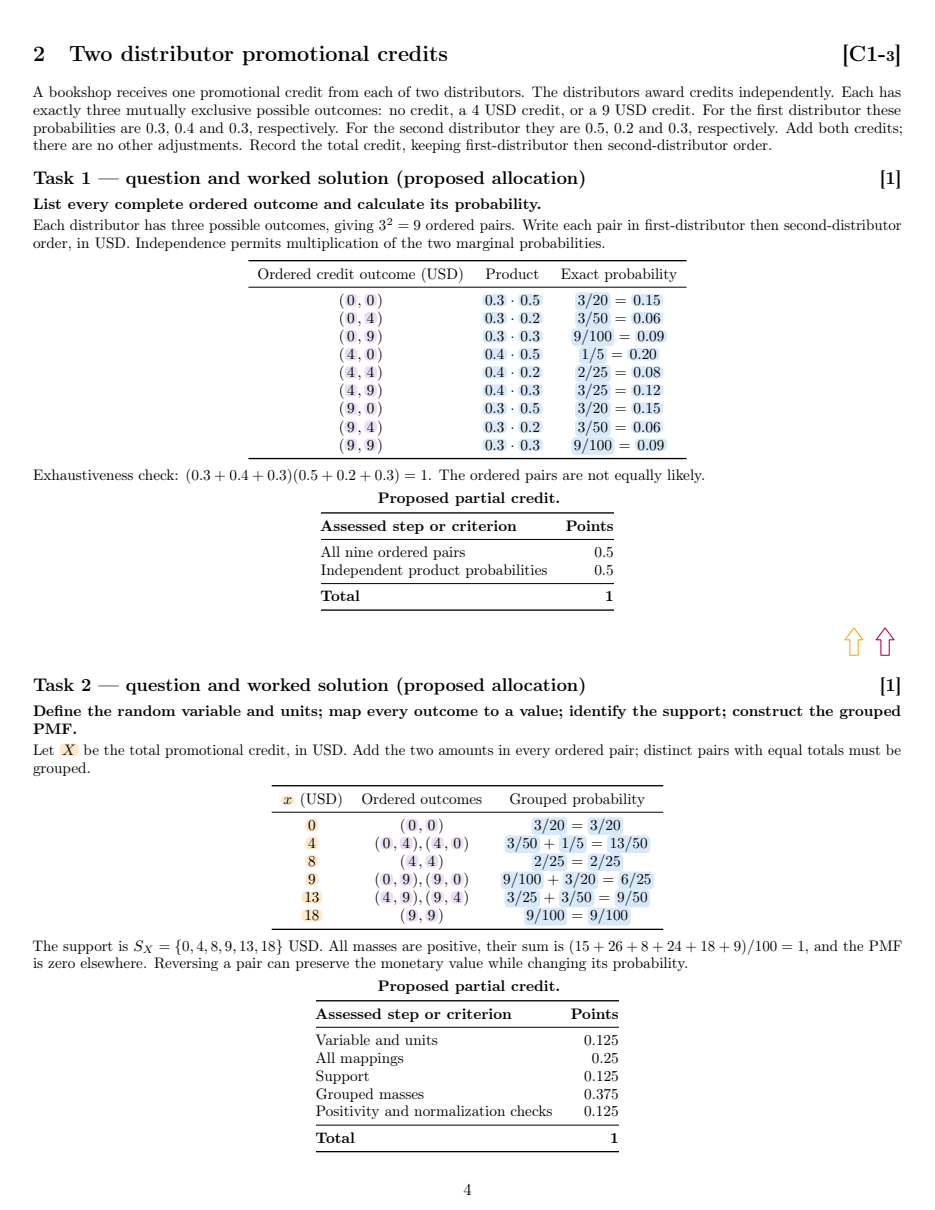 2 Two distributor promotional credits [C1-3]
A bookshop receives one promotional credit from each of two distributors. The distributors award credits independently. Each has
exactly three mutually exclusive possible outcomes: no credit, a 4 USD credit, or a 9 USD credit. For the first distributor these
probabilities are 0.3, 0.4 and 0.3, respectively. For the second distributor they are 0.5, 0.2 and 0.3, respectively. Add both credits;
there are no other adjustments. Record the total credit, keeping first-distributor then second-distributor order.
Task 1 — question and worked solution (proposed allocation) [1]
List every complete ordered outcome and calculate its probability.
Each distributor has three possible outcomes, giving 3² = 9 ordered pairs. Write each pair in first-distributor then second-distributor
order, in USD. Independence permits multiplication of the two marginal probabilities.
Ordered credit outcome (USD) Product Exact probability
(0, 0) 0.3 · 0.5 3/20 = 0.15
(0, 4) 0.3 · 0.2 3/50 = 0.06
(0, 9) 0.3 · 0.3 9/100 = 0.09
(4, 0) 0.4 · 0.5 1/5 = 0.20
(4, 4) 0.4 · 0.2 2/25 = 0.08
(4, 9) 0.4 · 0.3 3/25 = 0.12
(9, 0) 0.3 · 0.5 3/20 = 0.15
(9, 4) 0.3 · 0.2 3/50 = 0.06
(9, 9) 0.3 · 0.3 9/100 = 0.09
Exhaustiveness check: (0.3 + 0.4 + 0.3)(0.5 + 0.2 + 0.3) = 1. The ordered pairs are not equally likely.
Proposed partial credit.
Assessed step or criterion Points
All nine ordered pairs 0.5
Independent product probabilities 0.5
Total 1
Task 2 — question and worked solution (proposed allocation) [1]
Define the random variable and units; map every outcome to a value; identify the support; construct the grouped
PMF.
Let X be the total promotional credit, in USD. Add the two amounts in every ordered pair; distinct pairs with equal totals must be
grouped.
x (USD) Ordered outcomes Grouped probability
0 (0, 0) 3/20 = 3/20
4 (0, 4), (4, 0) 3/50 + 1/5 = 13/50
8 (4, 4) 2/25 = 2/25
9 (0, 9), (9, 0) 9/100 + 3/20 = 6/25
13 (4, 9), (9, 4) 3/25 + 3/50 = 9/50
18 (9, 9) 9/100 = 9/100
The support is S_X = {0, 4, 8, 9, 13, 18} USD. All masses are positive, their sum is (15 + 26 + 8 + 24 + 18 + 9)/100 = 1, and the PMF
is zero elsewhere. Reversing a pair can preserve the monetary value while changing its probability.
Proposed partial credit.
Assessed step or criterion Points
Variable and units 0.125
All mappings 0.25
Support 0.125
Grouped masses 0.375
Positivity and normalization checks 0.125
Total 1
4